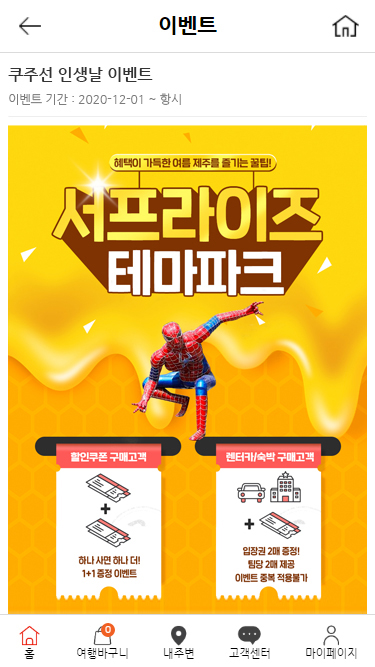 이벤트
쿠주선 인생날 이벤트
이벤트 기간 : 2020-12-01 ~ 항시
혜택이 가득한 여름 제주를 즐기는 꿀팁!
서프라이즈
테마파크
할인쿠폰 구매고객
하나 사면 하나 더!
1+1 증정 이벤트
렌터카/숙박 구매고객
입장권 2매 증정!
팀당 2매 제공
이벤트 중복 적용불가
홈
0
여행바구니
내주변
고객센터
마이페이지